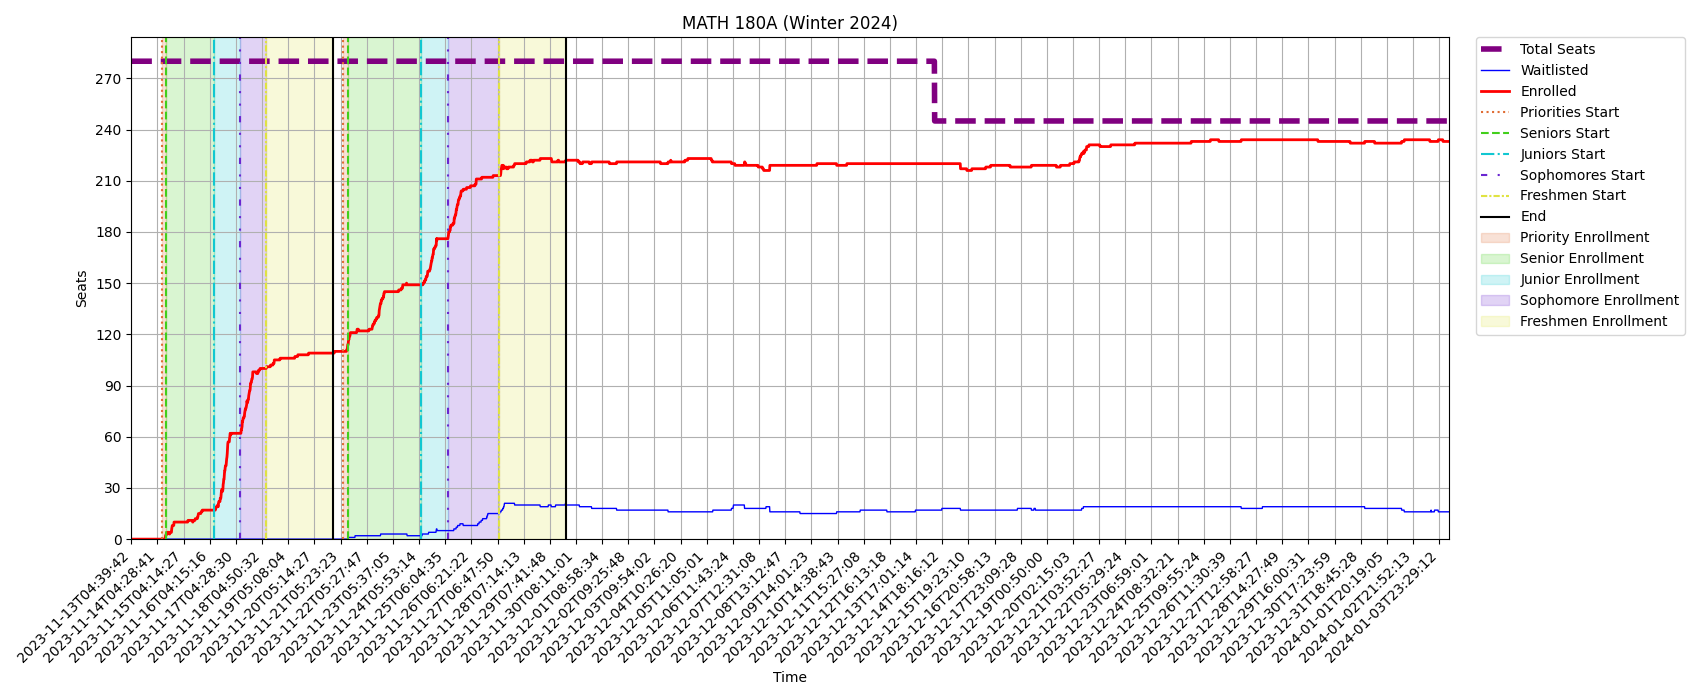 MATH 180A (Winter 2024)
Seats
270
240
210
180
150
120
90
60
30
0
2023-11-13T04:39:42
2023-11-14T04:28:41
2023-11-15T04:14:27
2023-11-16T04:15:16
2023-11-17T04:28:30
2023-11-18T04:50:32
2023-11-19T05:08:04
2023-11-20T05:14:27
2023-11-21T05:23:23
2023-11-22T05:27:47
2023-11-23T05:37:05
2023-11-24T05:53:14
2023-11-26T06:04:35
2023-11-26T06:21:22
2023-11-27T06:47:50
2023-11-28T07:14:13
2023-11-29T07:41:48
2023-11-30T08:11:01
2023-12-01T08:58:34
2023-12-02T09:25:48
2023-12-03T09:54:02
2023-12-04T10:26:20
2023-12-05T11:05:01
2023-12-06T11:43:24
2023-12-07T12:31:08
2023-12-08T13:12:47
2023-12-09T14:01:23
2023-12-10T14:38:43
2023-12-11T15:27:08
2023-12-12T16:13:19
2023-12-13T17:01:14
2023-12-14T18:16:12
2023-12-15T19:23:10
2023-12-16T20:58:13
2023-12-17T23:09:28
2023-12-19T00:50:00
2023-12-20T02:15:03
2023-12-21T03:52:27
2023-12-22T05:29:24
2023-12-23T06:59:01
2023-12-24T08:32:21
2023-12-25T09:55:24
2023-12-26T11:30:39
2023-12-27T12:58:27
2023-12-28T14:27:49
2023-12-29T16:00:31
2023-12-30T17:23:59
2023-12-31T18:45:28
2024-01-01T20:19:05
2024-01-02T21:52:13
2024-01-03T23:29:12
Time
Total Seats
Waitlisted
Enrolled
Priorities Start
Seniors Start
Juniors Start
Sophomores Start
Freshmen Start
End
Priority Enrollment
Senior Enrollment
Junior Enrollment
Sophomore Enrollment
Freshmen Enrollment